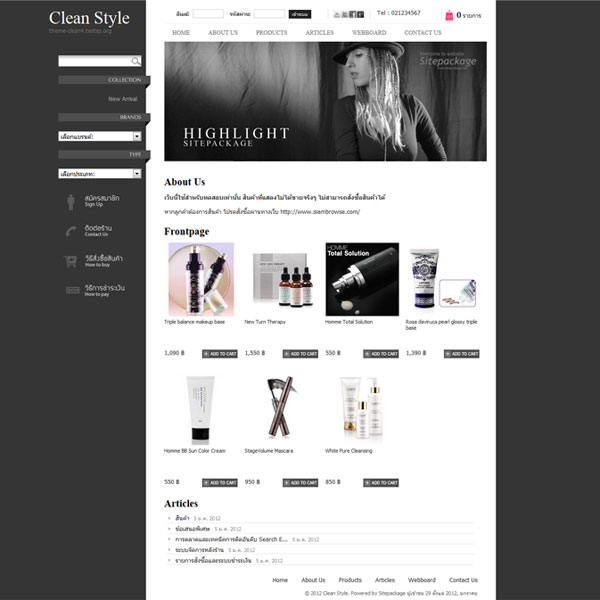 Clean Style
theme-clean4.tadtop.org
COLLECTION
New Arrival
BRANDS
เลือกแบรนด์:
TYPE
เลือกประเภท:
สมัครสมาชิก
Sign Up
ติดต่อร้าน
Contact Us
วิธีสั่งซื้อสินค้า
How to buy
วิธีการชำระเงิน
How to pay
อีเมล์: รหัสผ่าน: เข้าระบบ Tel : 021234567 0 รายการ
HOME ABOUT US PRODUCTS ARTICLES WEBBOARD CONTACT US
Welcome to website
Sitepackage
HIGHLIGHT
SITEPACKAGE
About Us
เว็บนี้ใช้สำหรับทดสอบเท่านั้น สินค้าที่แสดงไม่ได้ขายจริงๆ ไม่สามารถสั่งซื้อสินค้าได้
หากลูกค้าต้องการสินค้า โปรดสั่งซื้อผ่านทางเว็บ http://www.siambrowse.com/
Frontpage
HOMME
Total Solution
Triple balance makeup base
New Turn Therapy
Homme Total Solution
Rosa davinuca pearl glossy triple base
1,090 ฿ ADD TO CART
1,550 ฿ ADD TO CART
550 ฿ ADD TO CART
1,390 ฿ ADD TO CART
Homme BB Sun Color Cream
StageVolume Mascara
White Pure Cleansing
550 ฿ ADD TO CART
950 ฿ ADD TO CART
850 ฿ ADD TO CART
Articles
สินค้า 5 ม.ค. 2012
ข้อเสนอพิเศษ 5 ม.ค. 2012
การตลาดและเทคนิคการติดอันดับ Search E... 5 ม.ค. 2012
ระบบจัดการหลังร้าน 5 ม.ค. 2012
รายการสั่งซื้อและระบบชำระเงิน 5 ม.ค. 2012
Home About Us Products Articles Webboard Contact Us
© 2012 Clean Style. Powered by Sitepackage ผู้เข้าชม 29 ตั้งแต่ 2012, มกราคม